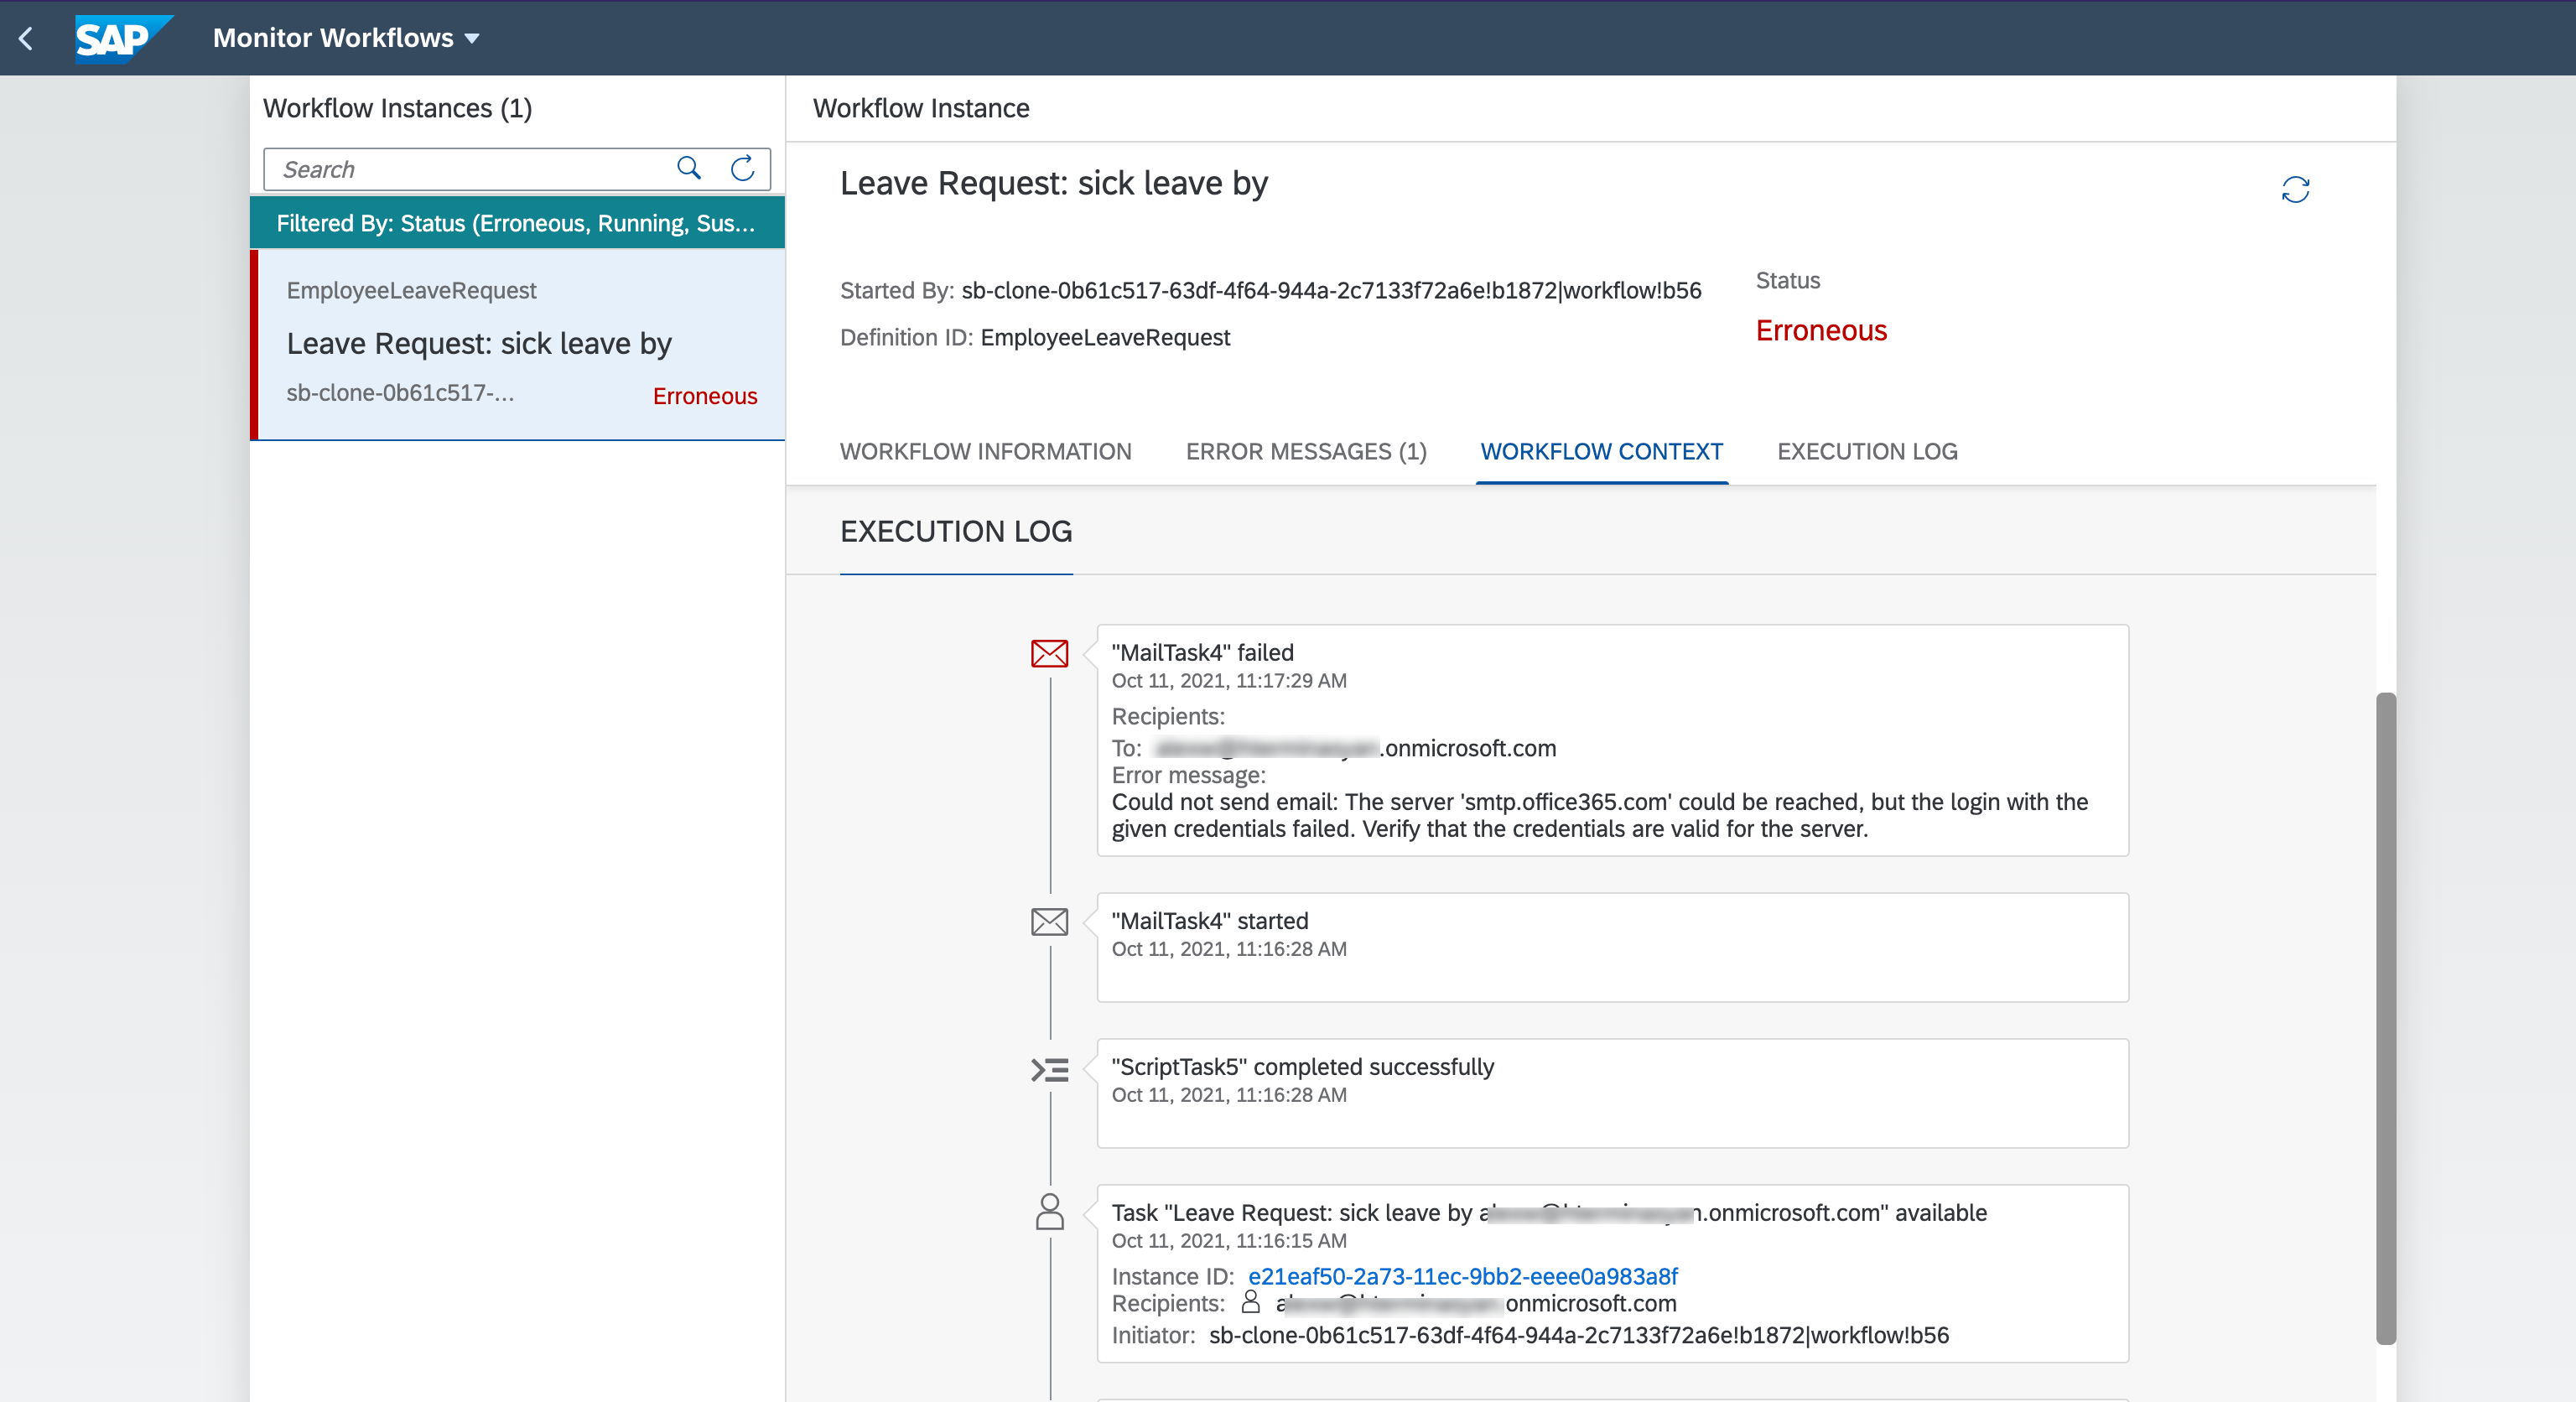 SAP Monitor Workflows
Workflow Instances (1)
Search
Filtered By: Status (Erroneous, Running, Sus...
EmployeeLeaveRequest
Leave Request: sick leave by
sb-clone-0b61c517-...
Erroneous
Workflow Instance
Leave Request: sick leave by
Started By: sb-clone-0b61c517-63df-4f64-944a-2c7133f72a6e!b1872|workflow!b56
Definition ID: EmployeeLeaveRequest
Status
Erroneous
WORKFLOW INFORMATION
ERROR MESSAGES (1)
WORKFLOW CONTEXT
EXECUTION LOG
EXECUTION LOG
"MailTask4" failed
Oct 11, 2021, 11:17:29 AM
Recipients:
To: .onmicrosoft.com
Error message:
Could not send email: The server 'smtp.office365.com' could be reached, but the login with the
given credentials failed. Verify that the credentials are valid for the server.
"MailTask4" started
Oct 11, 2021, 11:16:28 AM
"ScriptTask5" completed successfully
Oct 11, 2021, 11:16:28 AM
Task "Leave Request: sick leave by .onmicrosoft.com" available
Oct 11, 2021, 11:16:15 AM
Instance ID: e21eaf50-2a73-11ec-9bb2-eeee0a983a8f
Recipients: onmicrosoft.com
Initiator: sb-clone-0b61c517-63df-4f64-944a-2c7133f72a6e!b1872|workflow!b56